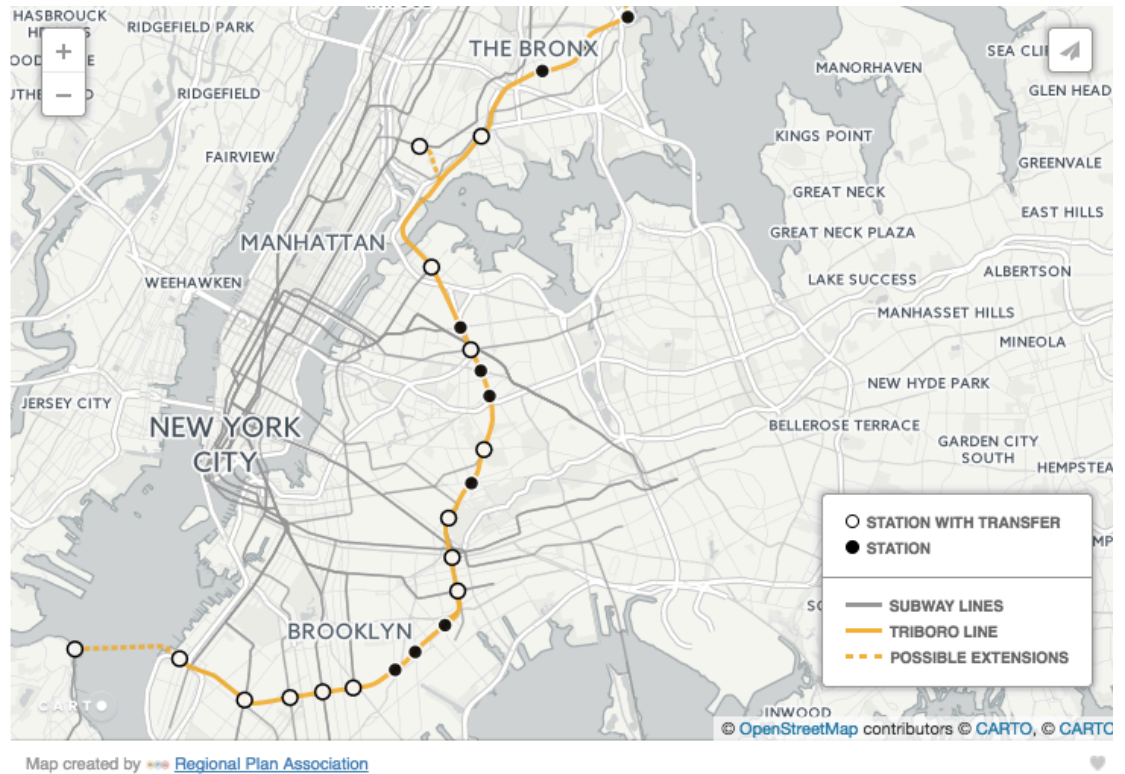 HASBROUCK
RIDGEFIELD PARK
THE BRONX
SEA
MANORHAVEN
RIDGEFIELD
GLEN HEAD
KINGS POINT
FAIRVIEW
GREENVALE
GREAT NECK
EAST HILLS
GREAT NECK PLAZA
MANHATTAN
ALBERTSON
LAKE SUCCESS
WEEHAWKEN
MANHASSET HILLS
MINEOLA
NEW HYDE PARK
JERSEY CITY
NEW YORK
CITY
BELLEROSE TERRACE
GARDEN CITY
SOUTH
HEMPSTEA
STATION WITH TRANSFER
STATION
SUBWAY LINES
TRIBORO LINE
POSSIBLE EXTENSIONS
BROOKLYN
CARTO
INWOOD
© OpenStreetMap contributors © CARTO, © CARTO
Map created by Regional Plan Association